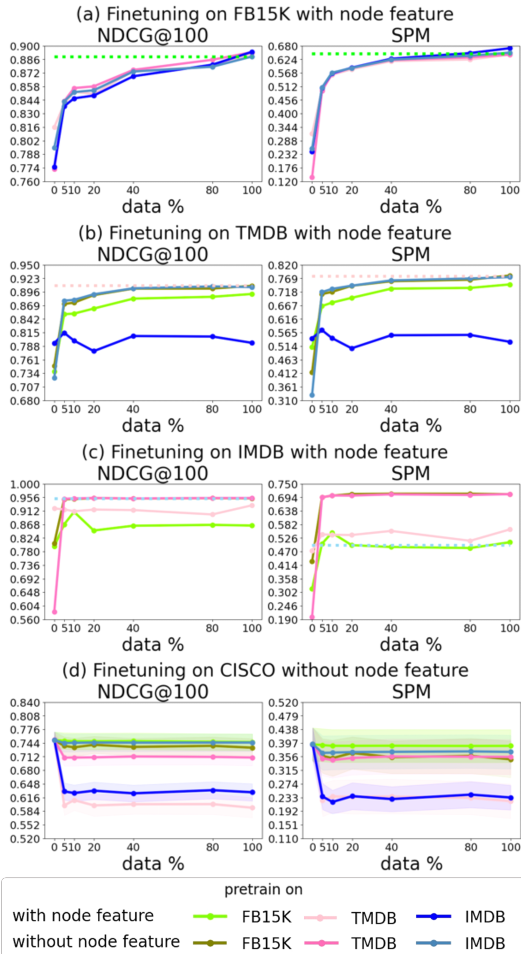 (a) Finetuning on FB15K with node feature
NDCG@100 SPM
0.900 0.680
0.886 0.624
0.872 0.568
0.858 0.512
0.844 0.456
0.830 0.400
0.816 0.344
0.802 0.288
0.788 0.232
0.774 0.176
0.760 0.120
0 510 20 40 80 100 0 510 20 40 80 100
data % data %
(b) Finetuning on TMDB with node feature
NDCG@100 SPM
0.950 0.820
0.923 0.769
0.896 0.718
0.869 0.667
0.842 0.616
0.815 0.565
0.788 0.514
0.761 0.463
0.734 0.412
0.707 0.361
0.680 0.310
0 510 20 40 80 100 0 510 20 40 80 100
data % data %
(c) Finetuning on IMDB with node feature
NDCG@100 SPM
1.000 0.750
0.956 0.694
0.912 0.638
0.868 0.582
0.824 0.526
0.780 0.470
0.736 0.414
0.692 0.358
0.648 0.302
0.604 0.246
0.560 0.190
0 510 20 40 80 100 0 510 20 40 80 100
data % data %
(d) Finetuning on CISCO without node feature
NDCG@100 SPM
0.840 0.520
0.808 0.479
0.776 0.438
0.744 0.397
0.712 0.356
0.680 0.315
0.648 0.274
0.616 0.233
0.584 0.192
0.552 0.151
0.520 0.110
0 510 20 40 80 100 0 510 20 40 80 100
data % data %
pretrain on
with node feature FB15K TMDB IMDB
without node feature FB15K TMDB IMDB